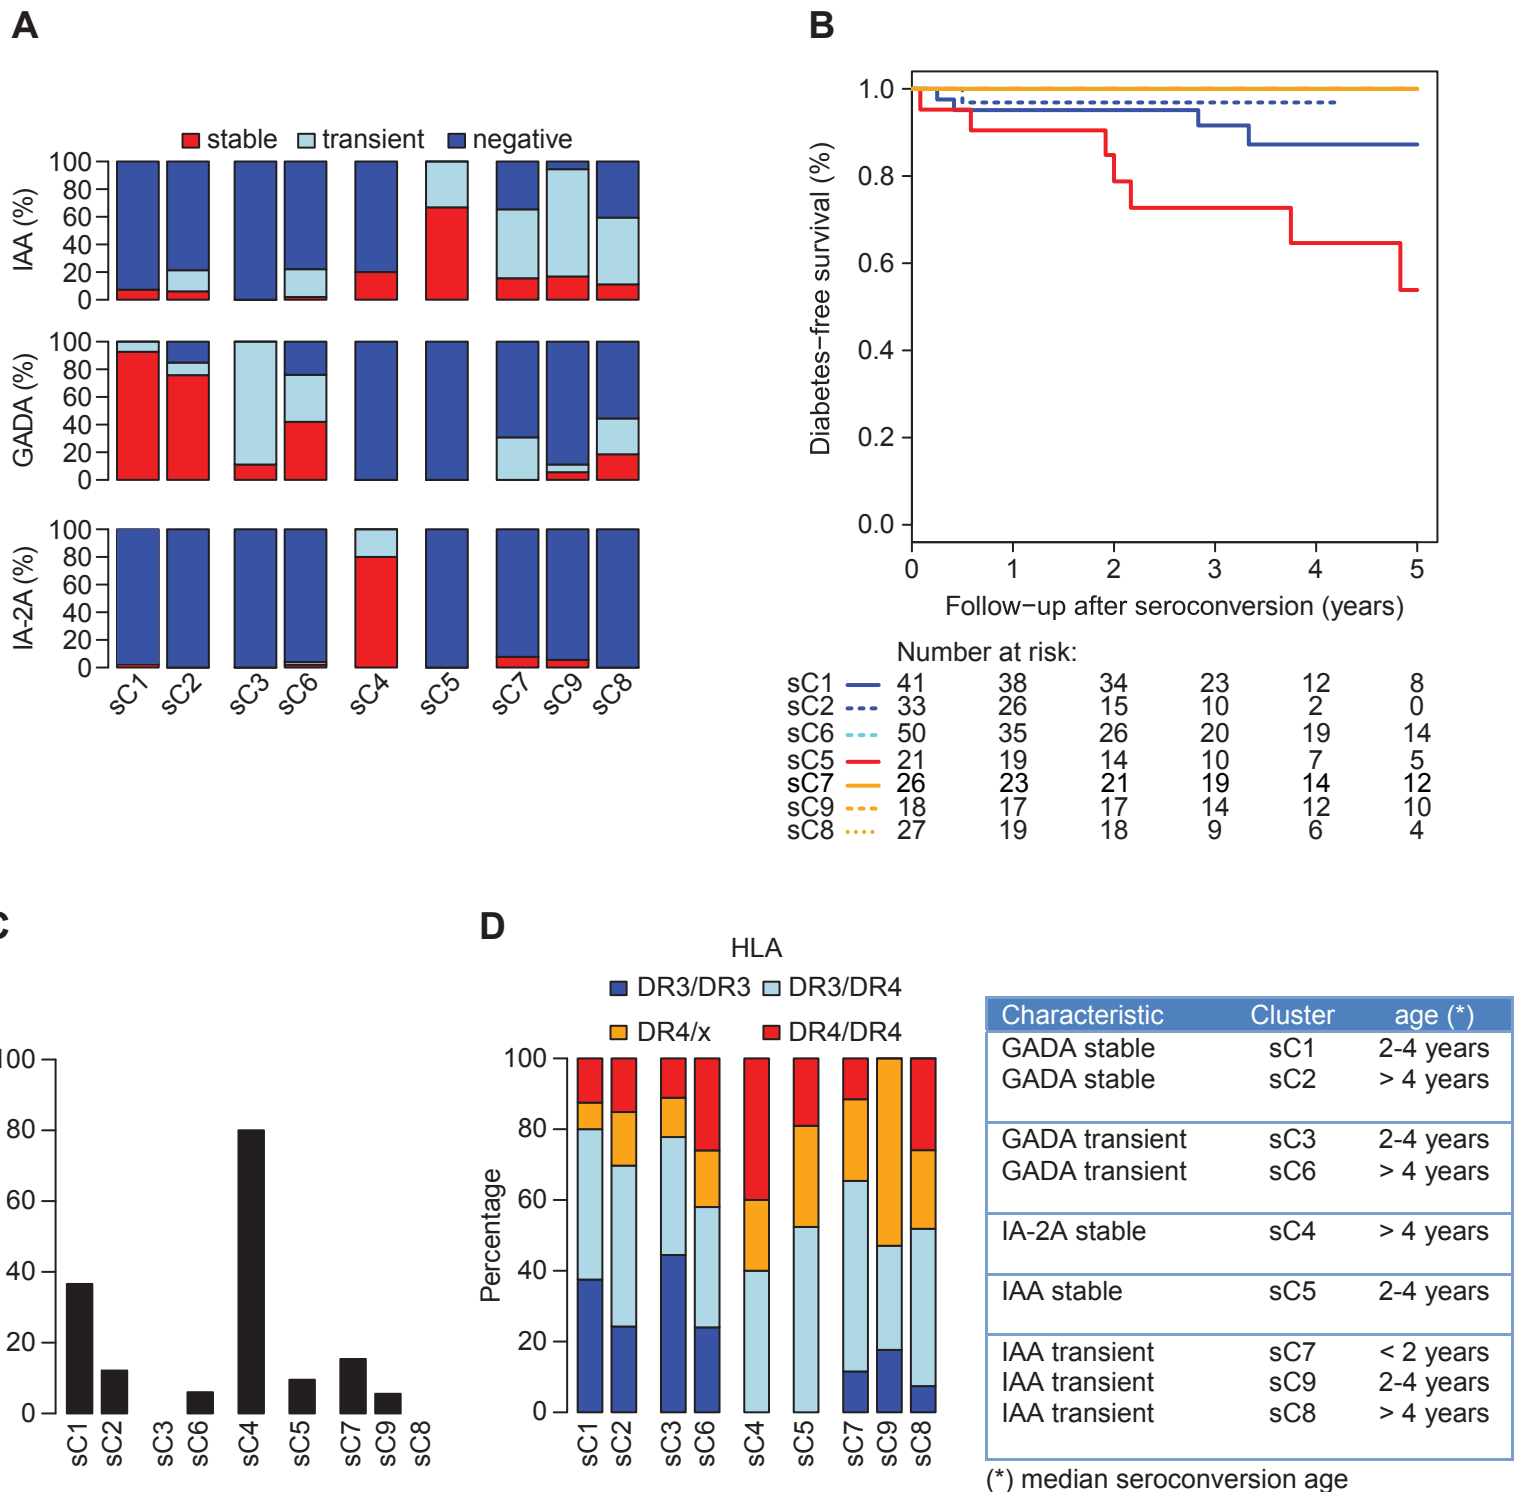 A
stable transient negative
IAA (%)
100
80
60
40
20
0
GADA (%)
100
80
60
40
20
0
IA-2A (%)
100
80
60
40
20
0
sC1 sC2 sC3 sC6 sC4 sC5 sC7 sC9 sC8
B
Diabetes−free survival (%)
1.0
0.8
0.6
0.4
0.2
0.0
0 1 2 3 4 5
Follow−up after seroconversion (years)
Number at risk:
sC1 41 38 34 23 12 8
sC2 33 26 15 10 2 0
sC6 50 35 26 20 19 14
sC5 21 19 14 10 7 5
sC7 26 23 21 19 14 12
sC9 18 17 17 14 12 10
sC8 27 19 18 9 6 4
C
100
80
60
40
20
0
sC1 sC2 sC3 sC6 sC4 sC5 sC7 sC9 sC8
D
HLA
DR3/DR3 DR3/DR4
DR4/x DR4/DR4
Percentage
100
80
60
40
20
0
sC1 sC2 sC3 sC6 sC4 sC5 sC7 sC9 sC8
Characteristic Cluster age (*)
GADA stable sC1 2-4 years
GADA stable sC2 > 4 years
GADA transient sC3 2-4 years
GADA transient sC6 > 4 years
IA-2A stable sC4 > 4 years
IAA stable sC5 2-4 years
IAA transient sC7 < 2 years
IAA transient sC9 2-4 years
IAA transient sC8 > 4 years
(*) median seroconversion age